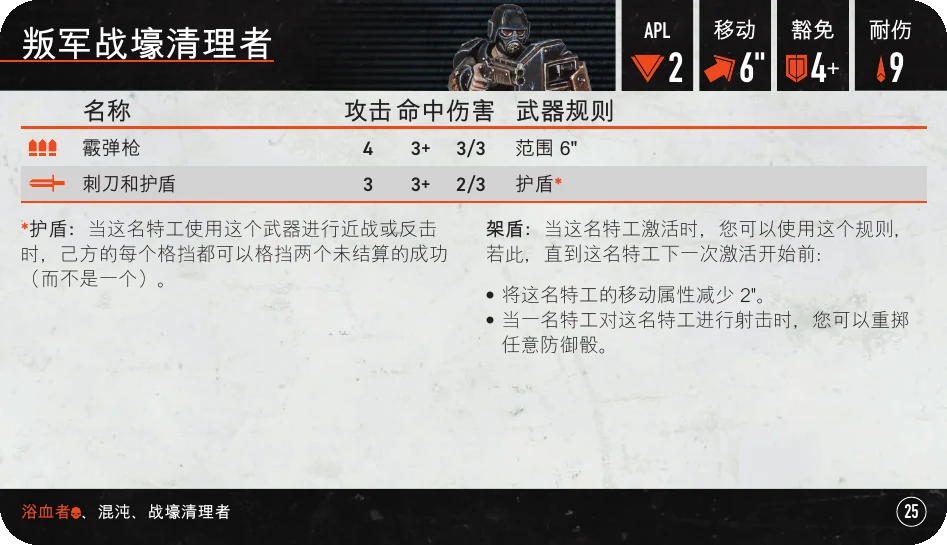 叛军战壕清理者
APL 移动 豁免 耐伤
2 6" 4+ 9
名称 攻击 命中 伤害 武器规则
霰弹枪 4 3+ 3/3 范围 6"
刺刀和护盾 3 3+ 2/3 护盾*
*护盾：当这名特工使用这个武器进行近战或反击
时，己方的每个格挡都可以格挡两个未结算的成功
（而不是一个）。
架盾：当这名特工激活时，您可以使用这个规则，
若此，直到这名特工下一次激活开始前：
• 将这名特工的移动属性减少 2"。
• 当一名特工对这名特工进行射击时，您可以重掷
任意防御骰。
浴血者、混沌、战壕清理者
25